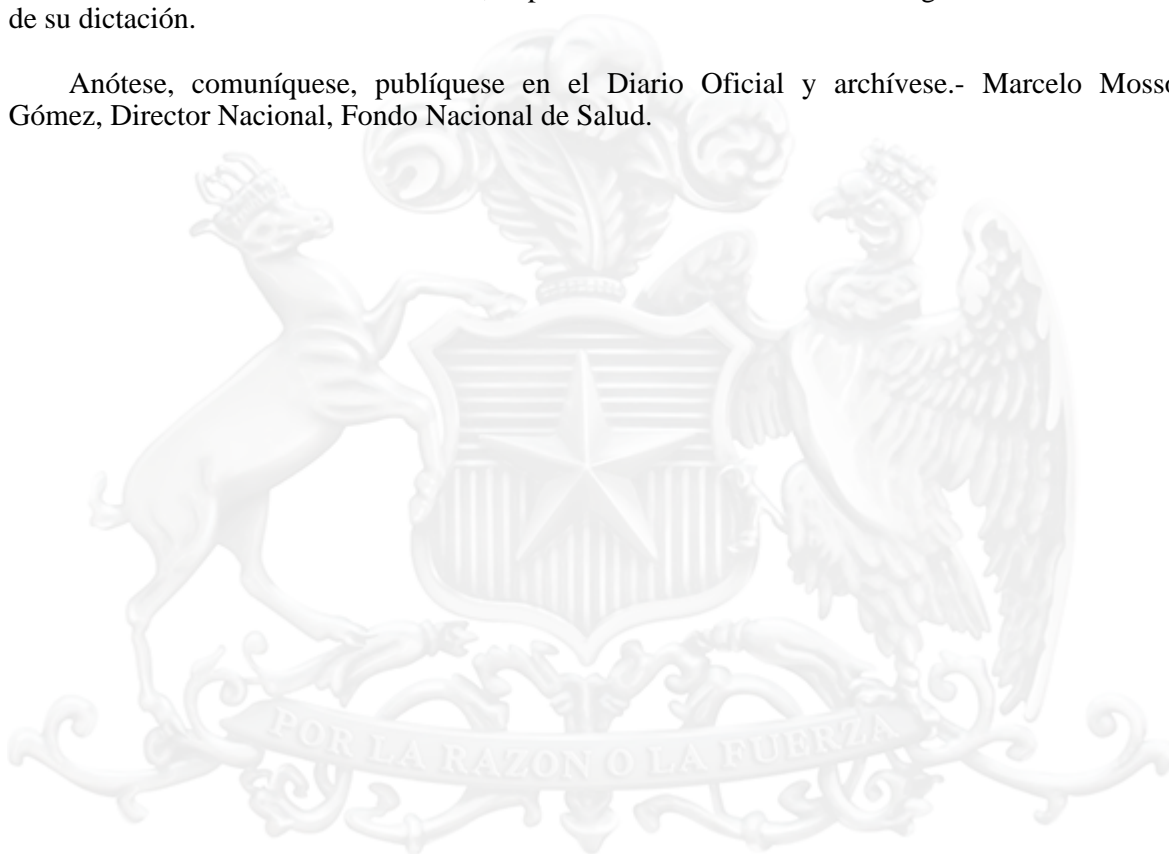 de su dictación.
Anótese, comuníquese, publíquese en el Diario Oficial y archívese.- Marcelo Mosso
Gómez, Director Nacional, Fondo Nacional de Salud.
POR LA RAZON O LA FUERZA